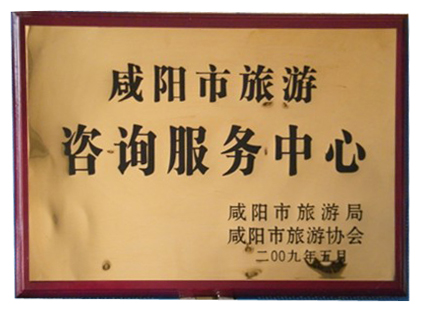 咸阳市旅游
咨询服务中心
咸阳市旅游局
咸阳市旅游协会
二00九年五月